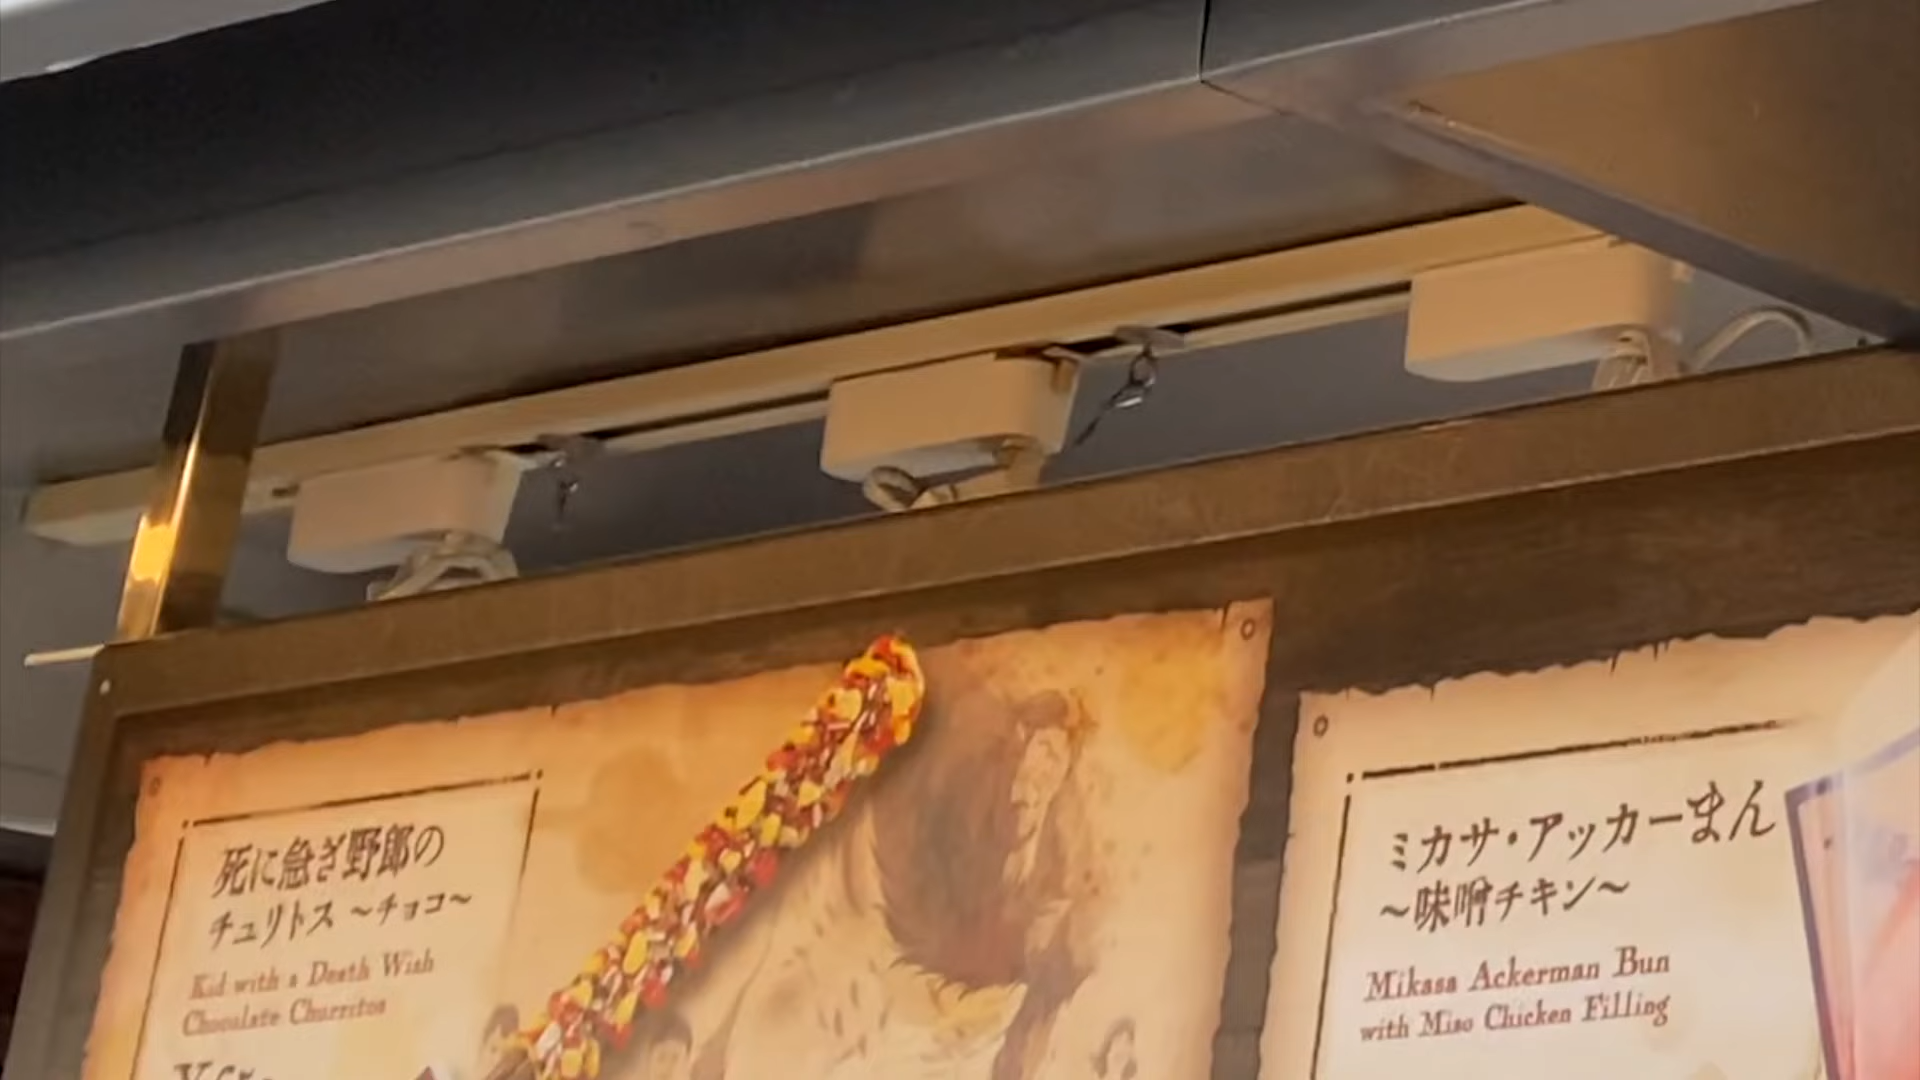 死に急ぎ野郎の
チュリトス ～チョコ～
Kid with a Death Wish
Chocolate Churritos
ミカサ・アッカーまん
～味噌チキン～
Mikasa Ackerman Bun
with Miso Chicken Filling